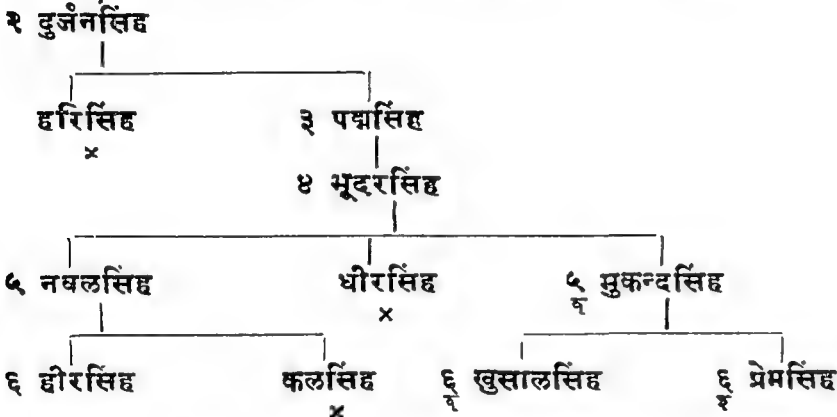 २ दुर्जनसिंह
हरिसिंह ३ पद्मसिंह
×
४ भूदरसिंह
५ नवलसिंह धीरसिंह ५/१ मुकन्दसिंह
×
६ हीरसिंह कलसिंह ६/१ खुसालसिंह ६/२ प्रेमसिंह
×